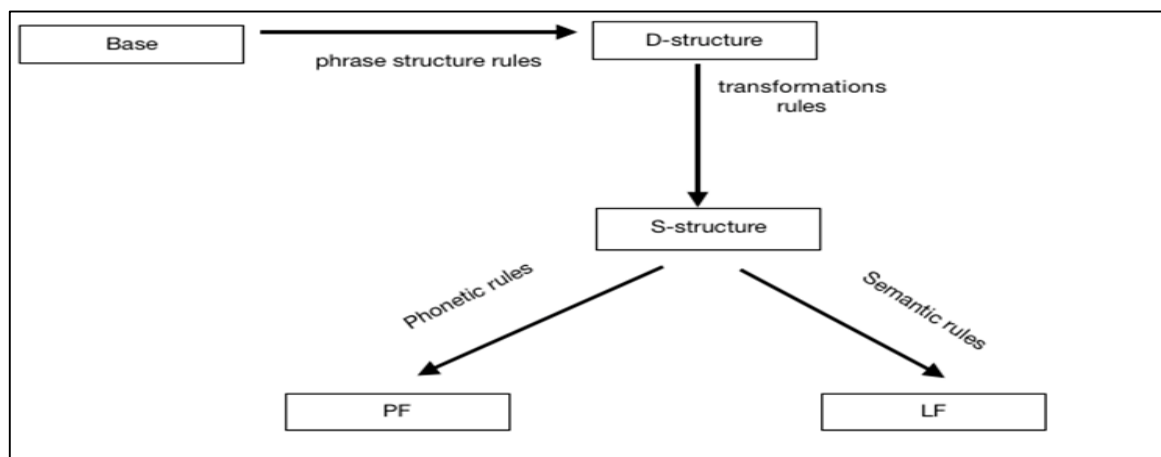 Base
D-structure
phrase structure rules
transformations
rules
S-structure
Phonetic rules
Semantic rules
PF
LF